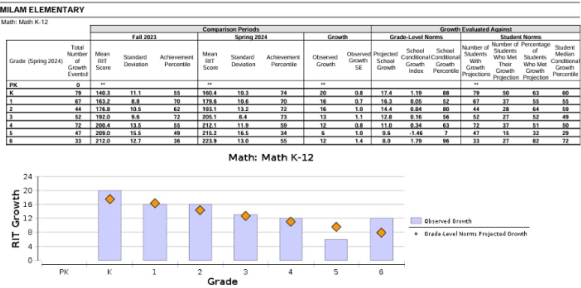 MILAM ELEMENTARY
Math: Math K-12
Comparison Periods Growth Evaluated Against
Fall 2023 Spring 2024 Growth Grade-Level Norms Student Norms
Grade (Spring 2024) Total Number of Growth Events‡ Mean RIT Score Standard Deviation Achievement Percentile Mean RIT Score Standard Deviation Achievement Percentile Observed Growth Observed Growth SE Projected School Growth School Conditional Growth Index School Conditional Growth Percentile Number of Students With Growth Projections Number of Students Who Met Their Growth Projection Percentage of Students Who Met Growth Projection Student Median Conditional Growth Percentile
PK 0 ** ** ** **
K 79 140.3 11.1 55 160.4 10.3 74 20 0.8 17.4 1.19 88 79 50 63 60
1 67 163.2 8.8 70 179.6 10.6 70 16 0.7 16.3 0.05 52 67 37 55 55
2 44 176.8 10.5 62 193.1 13.2 72 16 1.0 14.4 0.84 80 44 28 64 59
3 52 192.0 9.6 72 205.1 8.4 73 13 1.1 12.8 0.16 56 52 27 52 49
4 72 200.4 13.5 55 212.1 11.9 59 12 0.6 11.0 0.34 63 72 37 51 50
5 47 209.0 15.5 49 215.2 16.5 34 6 1.0 9.6 -1.46 7 47 15 32 29
6 33 212.0 12.7 36 223.9 13.0 55 12 1.4 8.0 1.70 96 33 27 82 72
Math: Math K-12
RIT Growth
24
20
16
12
8
4
0
PK K 1 2 3 4 5 6
Grade
Observed Growth
Grade-Level Norms Projected Growth